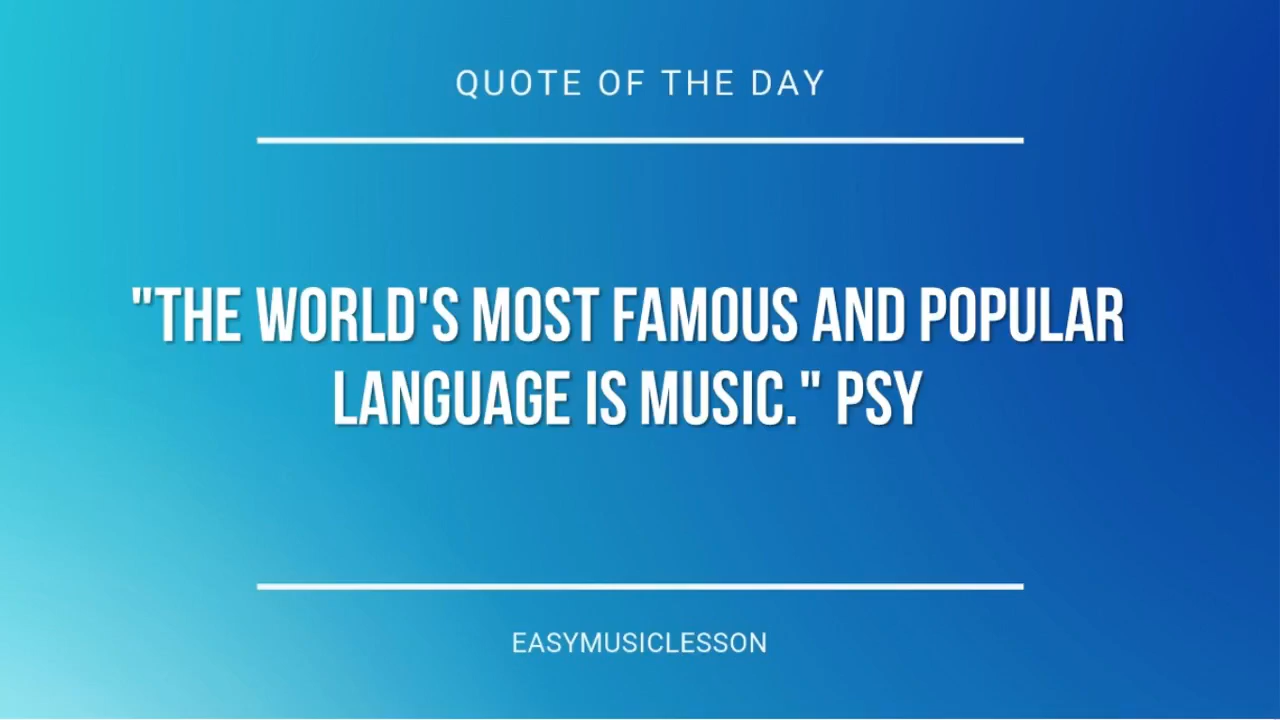 QUOTE OF THE DAY
"THE WORLD'S MOST FAMOUS AND POPULAR
LANGUAGE IS MUSIC." PSY
EASYMUSICLESSON